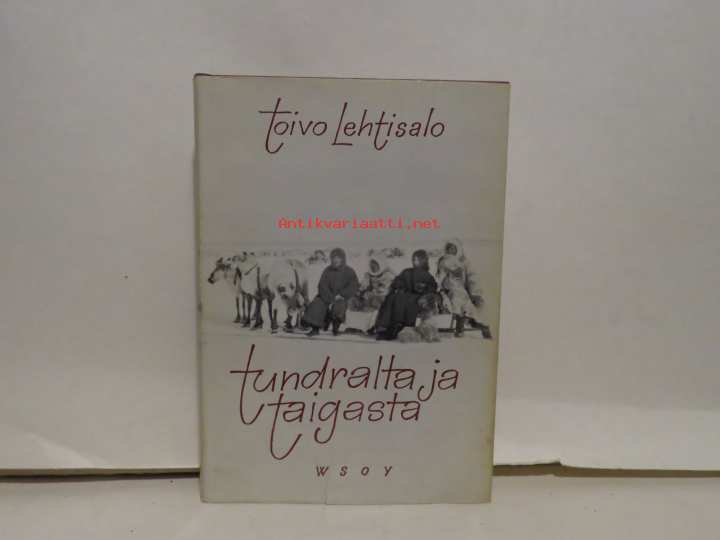 Toivo Lehtisalo
Antikvariaatti.net
tundralta ja
taigasta
WSOY